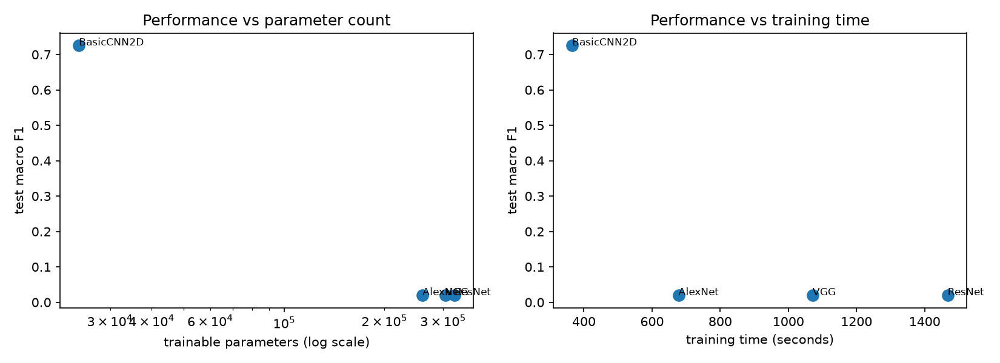 Performance vs parameter count
test macro F1
0.7
0.6
0.5
0.4
0.3
0.2
0.1
0.0
BasicCNN2D
AlexNet
VGG
ResNet
3 × 10⁴
4 × 10⁴
6 × 10⁴
10⁵
2 × 10⁵
3 × 10⁵
trainable parameters (log scale)
Performance vs training time
test macro F1
0.7
0.6
0.5
0.4
0.3
0.2
0.1
0.0
BasicCNN2D
AlexNet
VGG
ResNet
400
600
800
1000
1200
1400
training time (seconds)